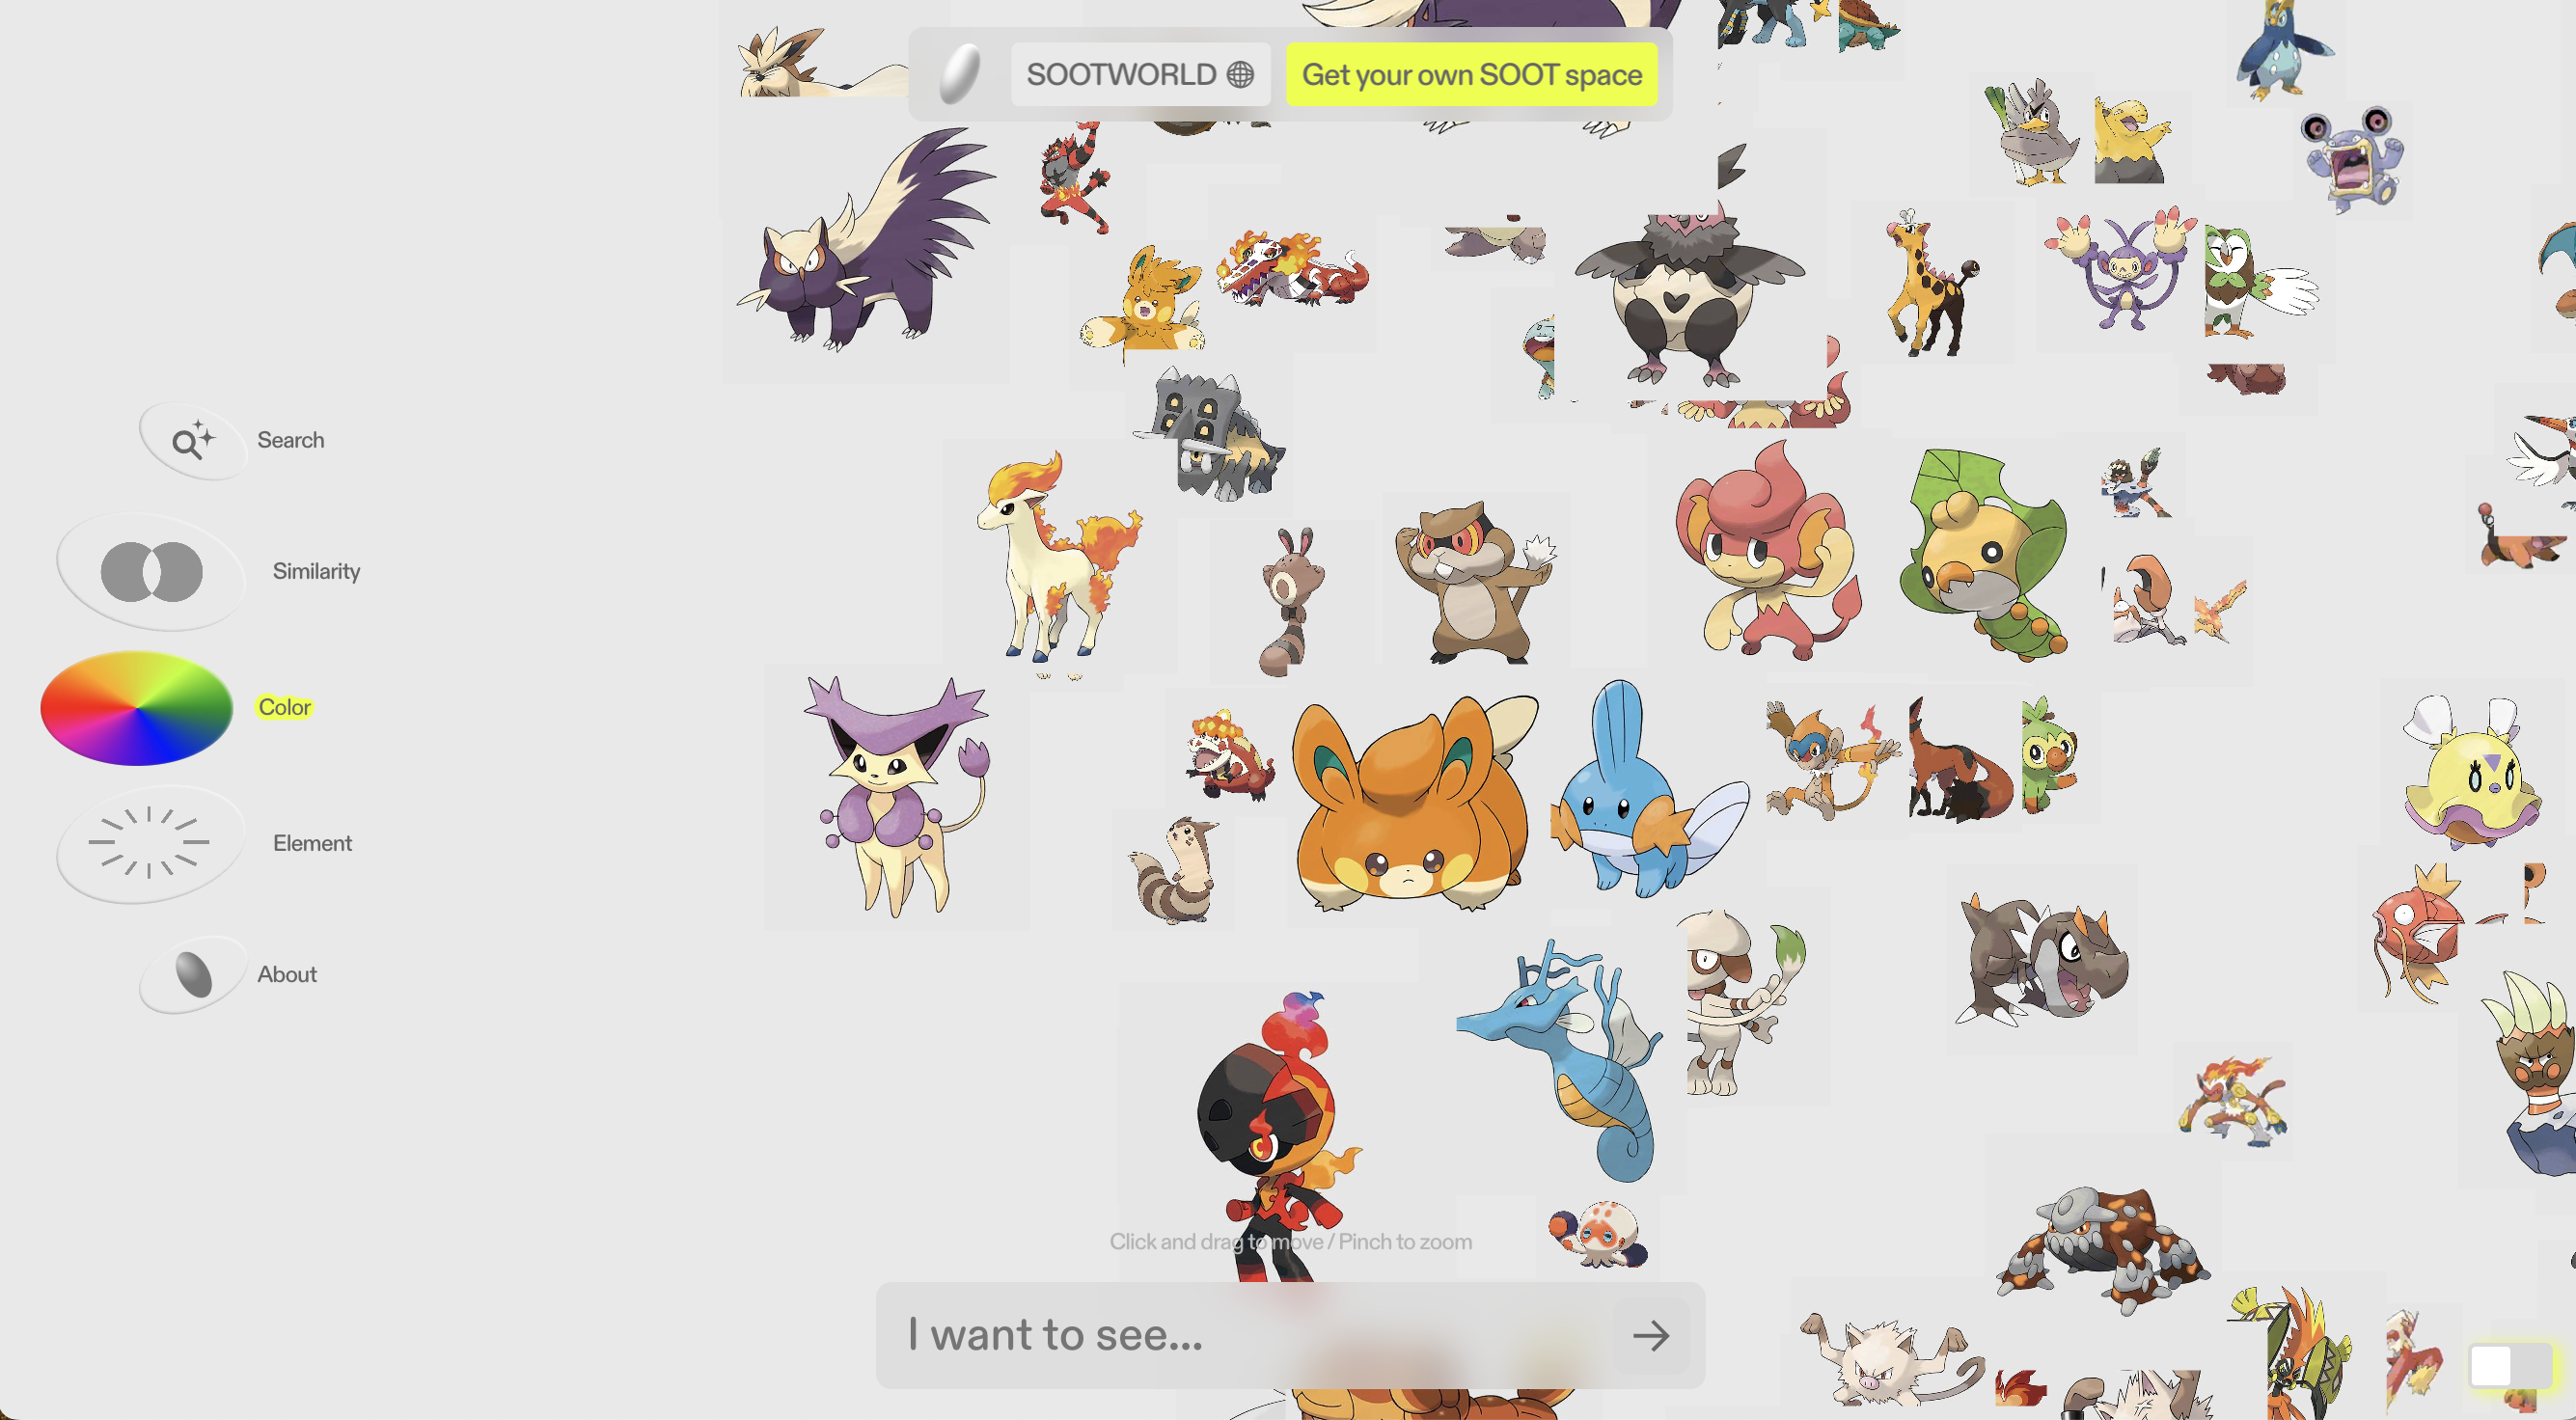 SOOTWORLD
Get your own SOOT space
Search
Similarity
Color
Element
About
Click and drag to move / Pinch to zoom
I want to see...